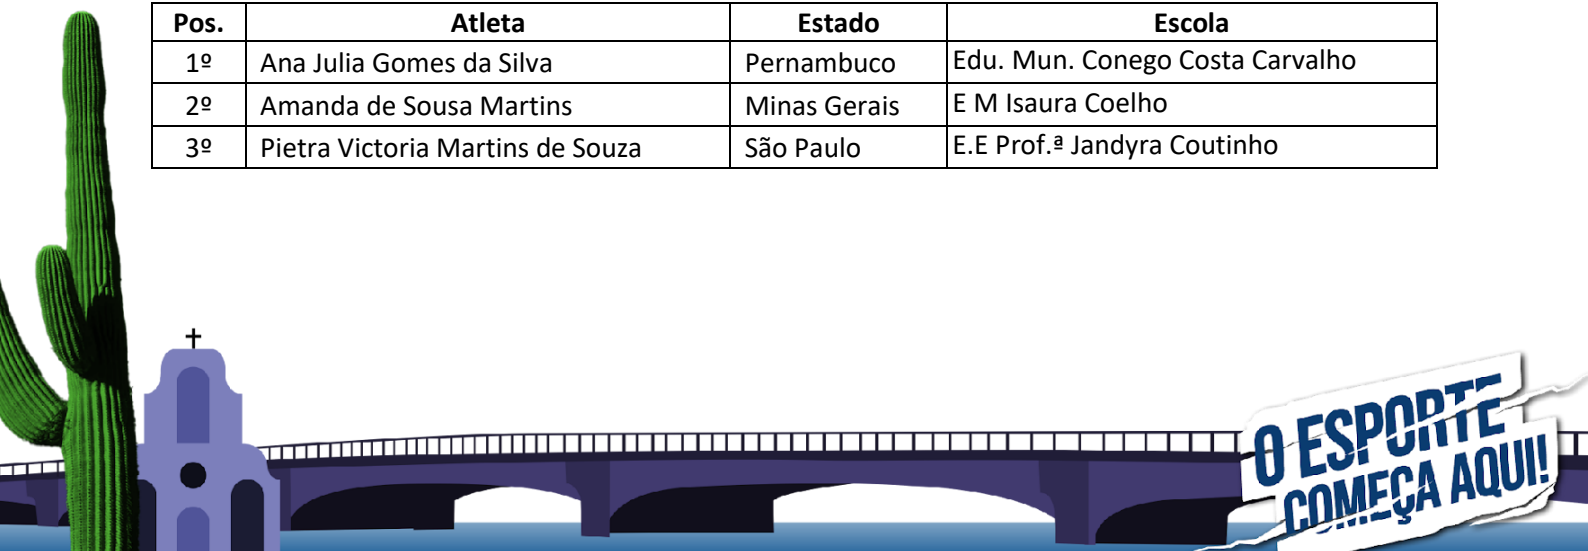 Pos. Atleta Estado Escola
1º Ana Julia Gomes da Silva Pernambuco Edu. Mun. Conego Costa Carvalho
2º Amanda de Sousa Martins Minas Gerais E M Isaura Coelho
3º Pietra Victoria Martins de Souza São Paulo E.E Prof.ª Jandyra Coutinho
O ESPORTE
COMEÇA AQUI!